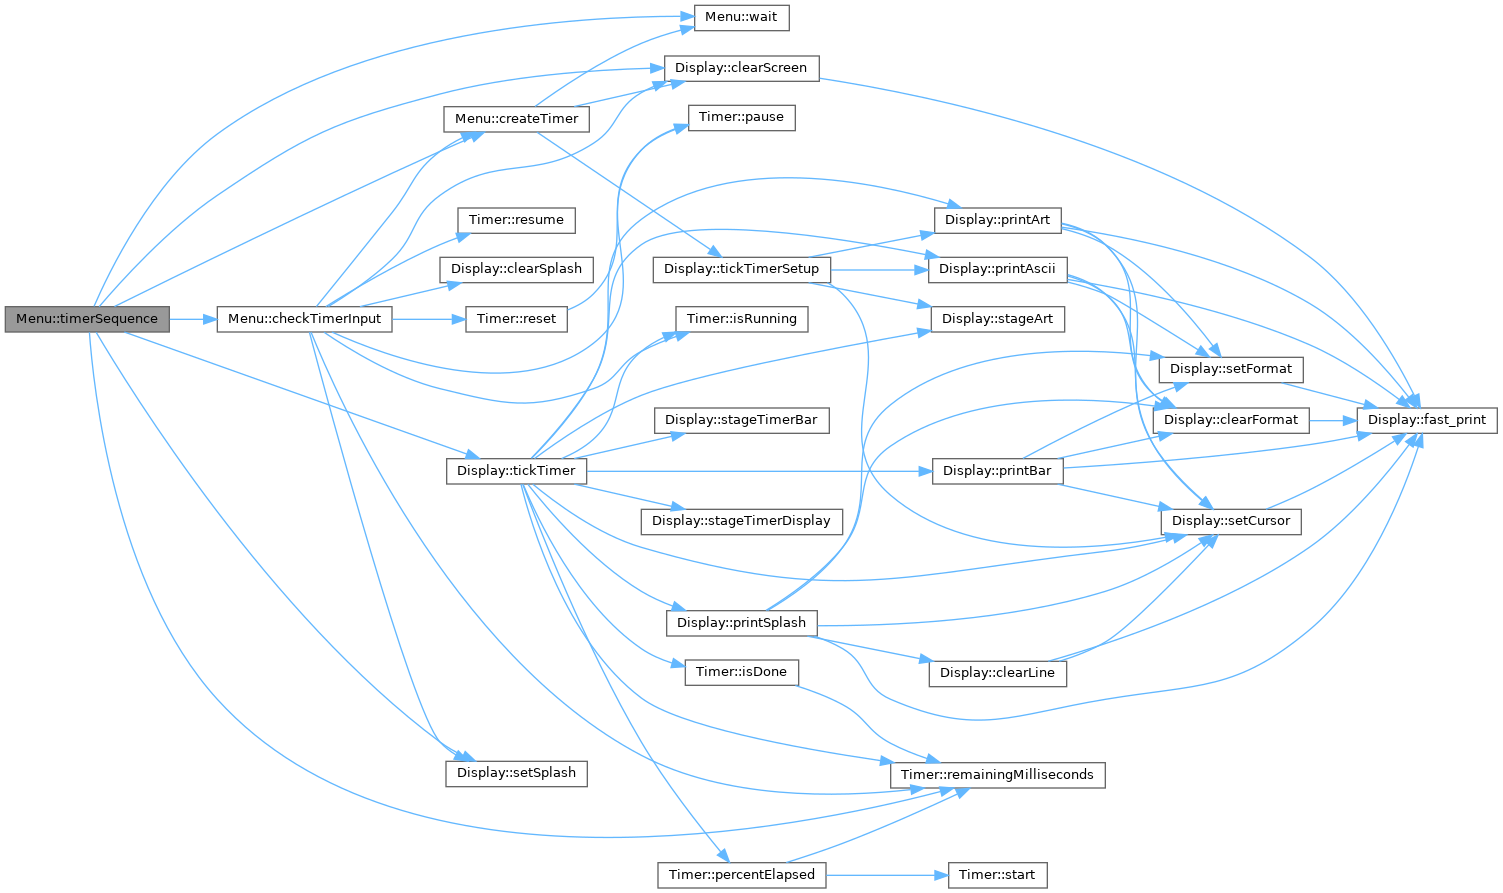 Menu::wait
Display::clearScreen
Menu::createTimer
Timer::pause
Timer::resume
Display::printArt
Display::clearSplash
Display::tickTimerSetup
Display::printAscii
Menu::timerSequence
Menu::checkTimerInput
Timer::reset
Timer::isRunning
Display::stageArt
Display::setFormat
Display::stageTimerBar
Display::clearFormat
Display::fast_print
Display::tickTimer
Display::printBar
Display::stageTimerDisplay
Display::setCursor
Display::printSplash
Timer::isDone
Display::clearLine
Display::setSplash
Timer::remainingMilliseconds
Timer::percentElapsed
Timer::start